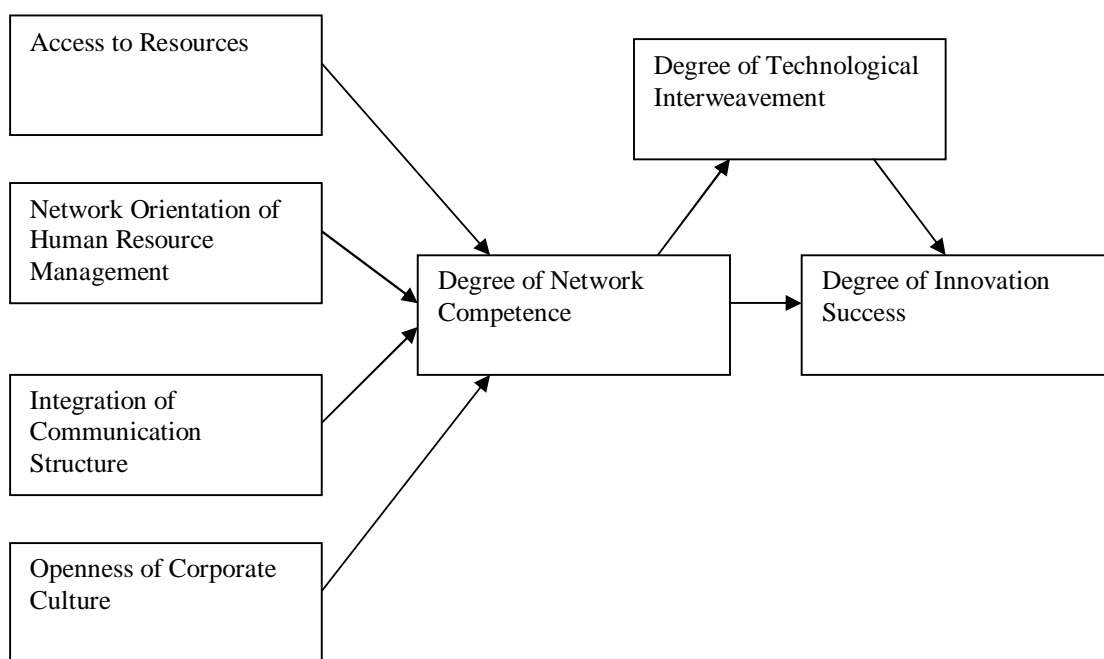 Access to Resources
Degree of Technological
Interweavement
Network Orientation of
Human Resource
Management
Degree of Network
Competence
Degree of Innovation
Success
Integration of
Communication
Structure
Openness of Corporate
Culture